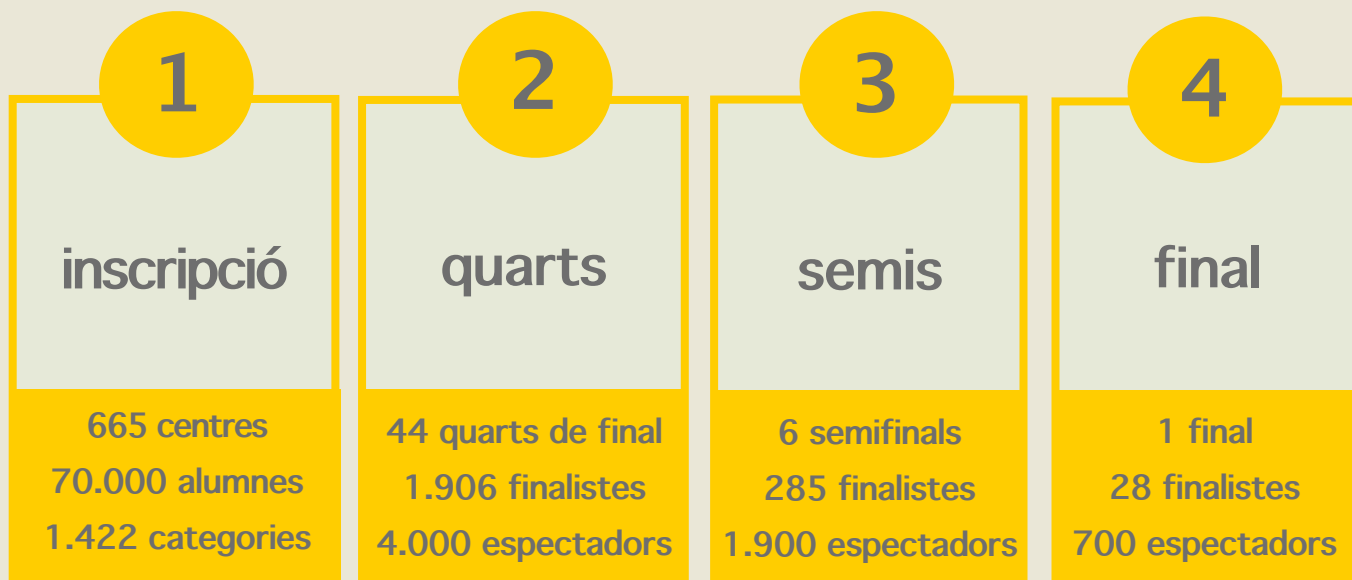 1
inscripció
665 centres
70.000 alumnes
1.422 categories
2
quarts
44 quarts de final
1.906 finalistes
4.000 espectadors
3
semis
6 semifinals
285 finalistes
1.900 espectadors
4
final
1 final
28 finalistes
700 espectadors